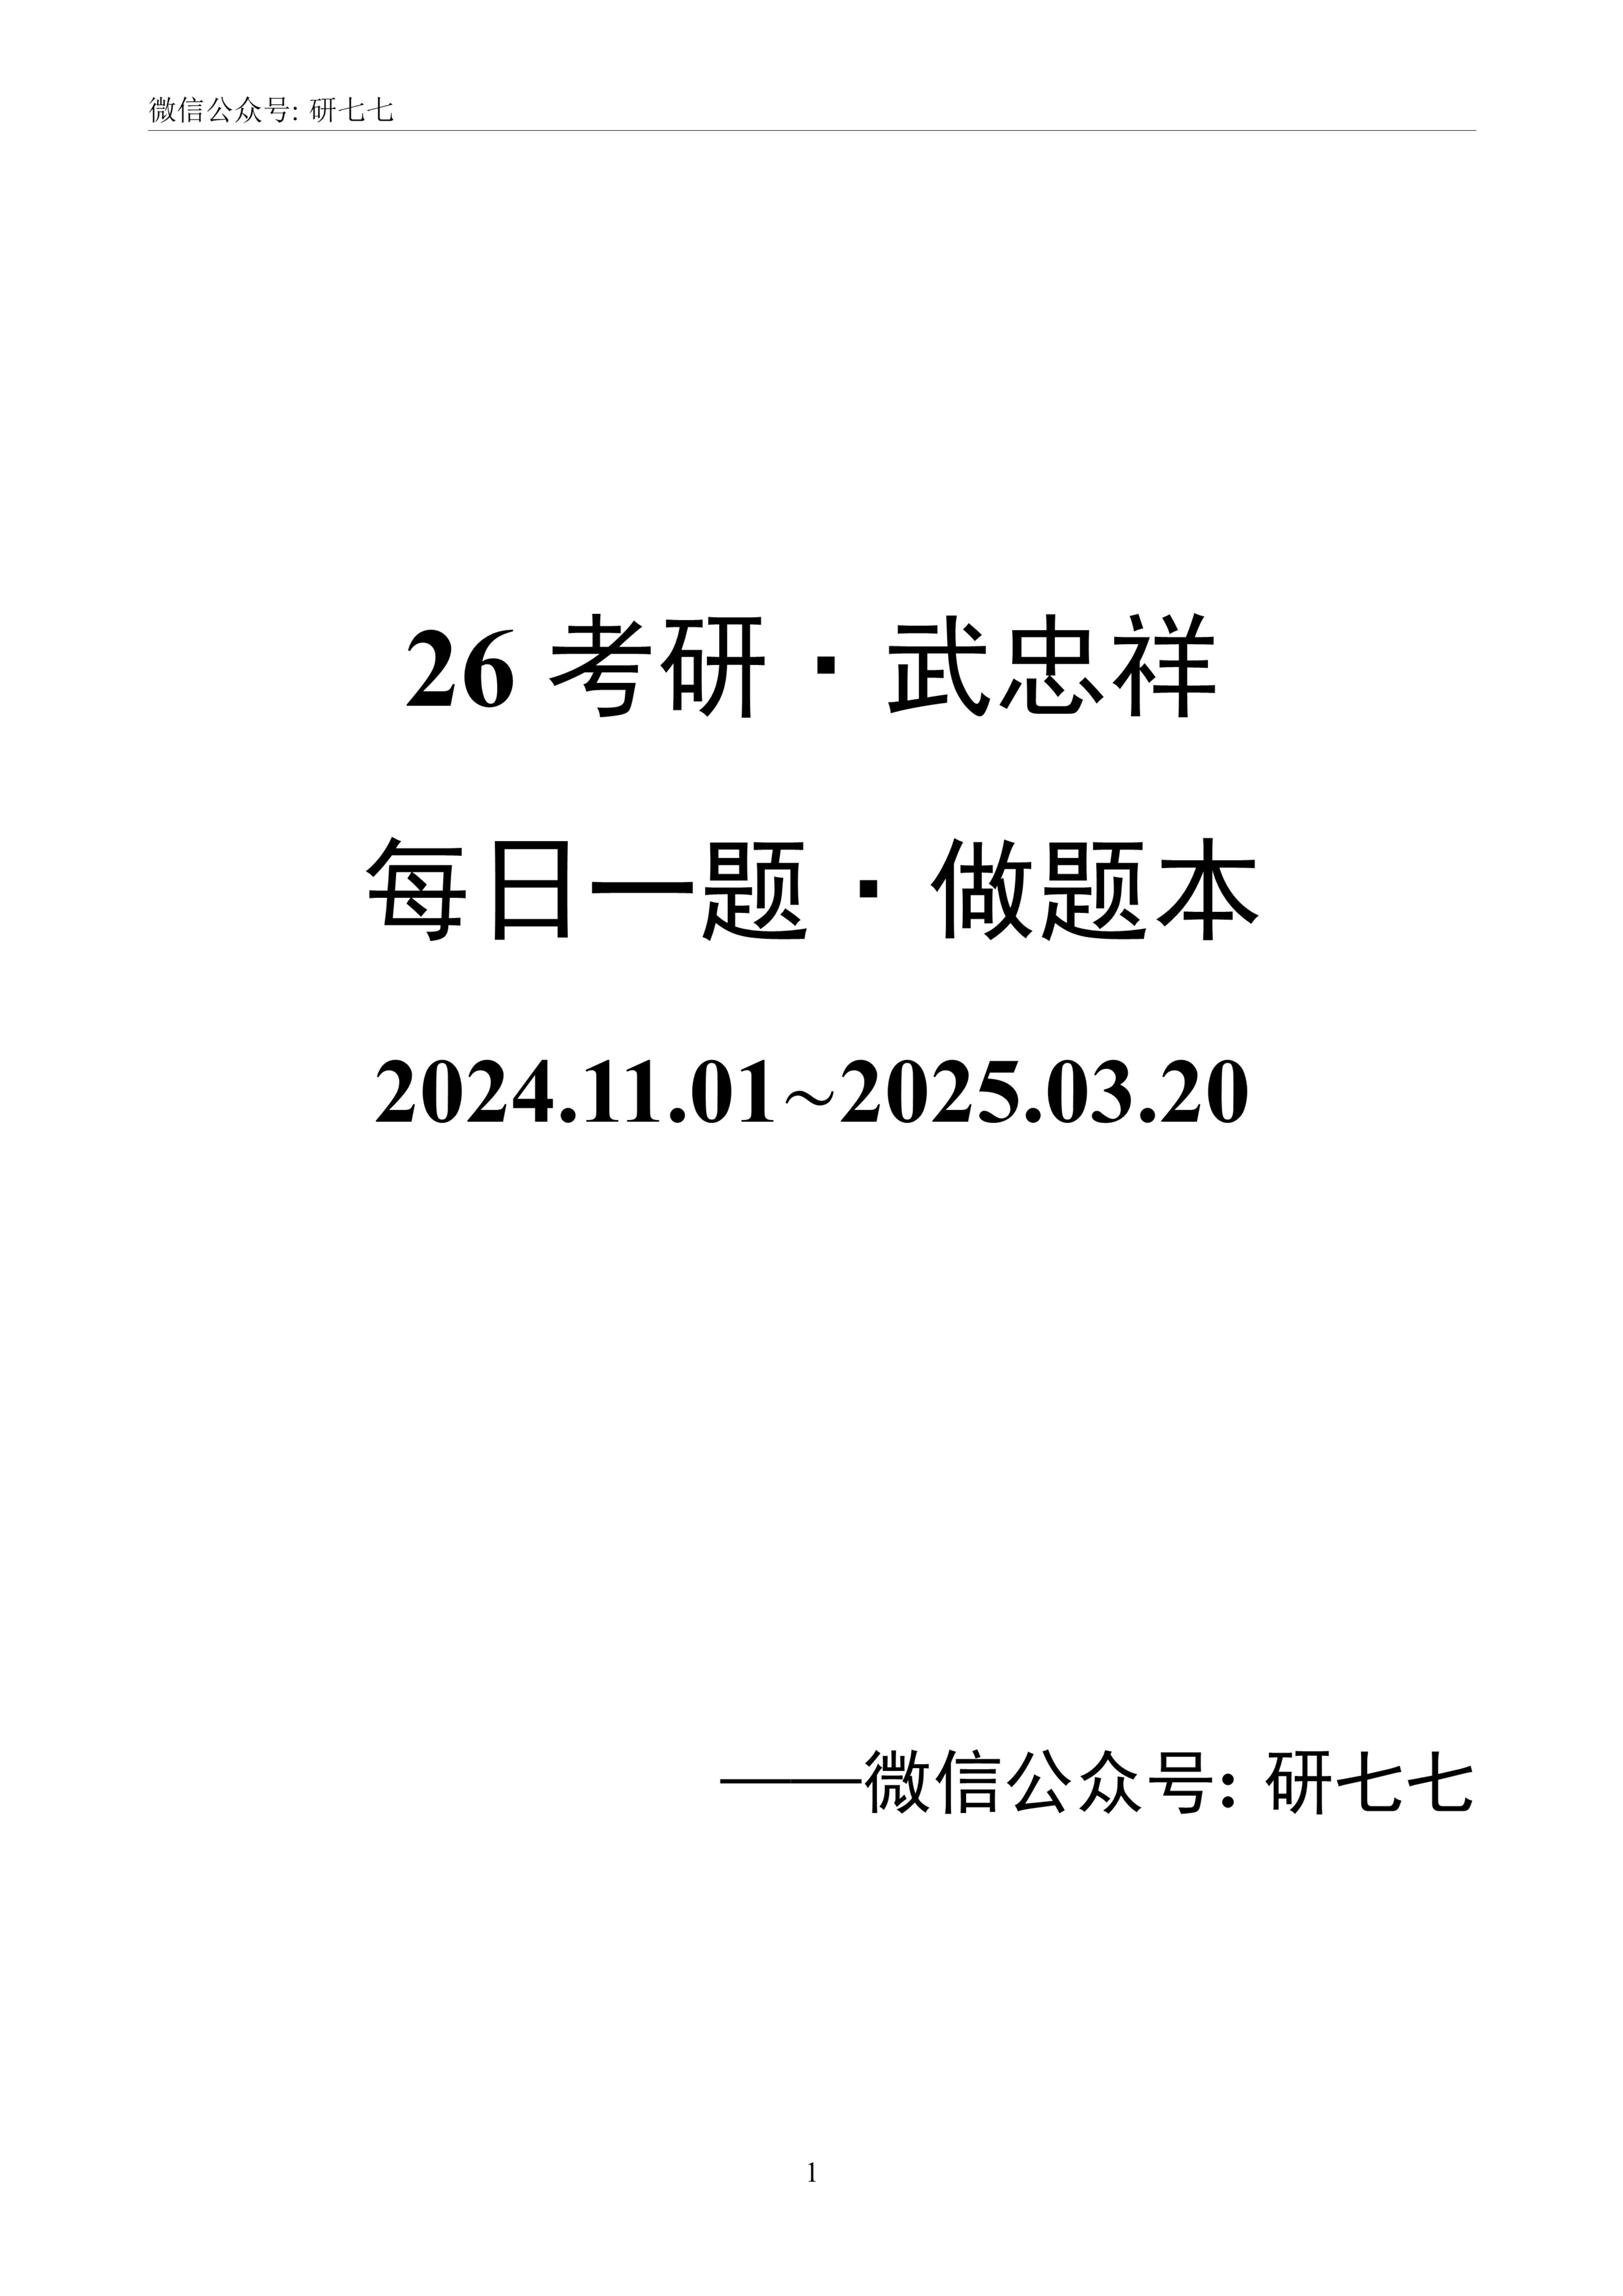 微信公众号：研七七
26 考研 · 武忠祥
每日一题 · 做题本
2024.11.01~2025.03.20
——微信公众号：研七七
1